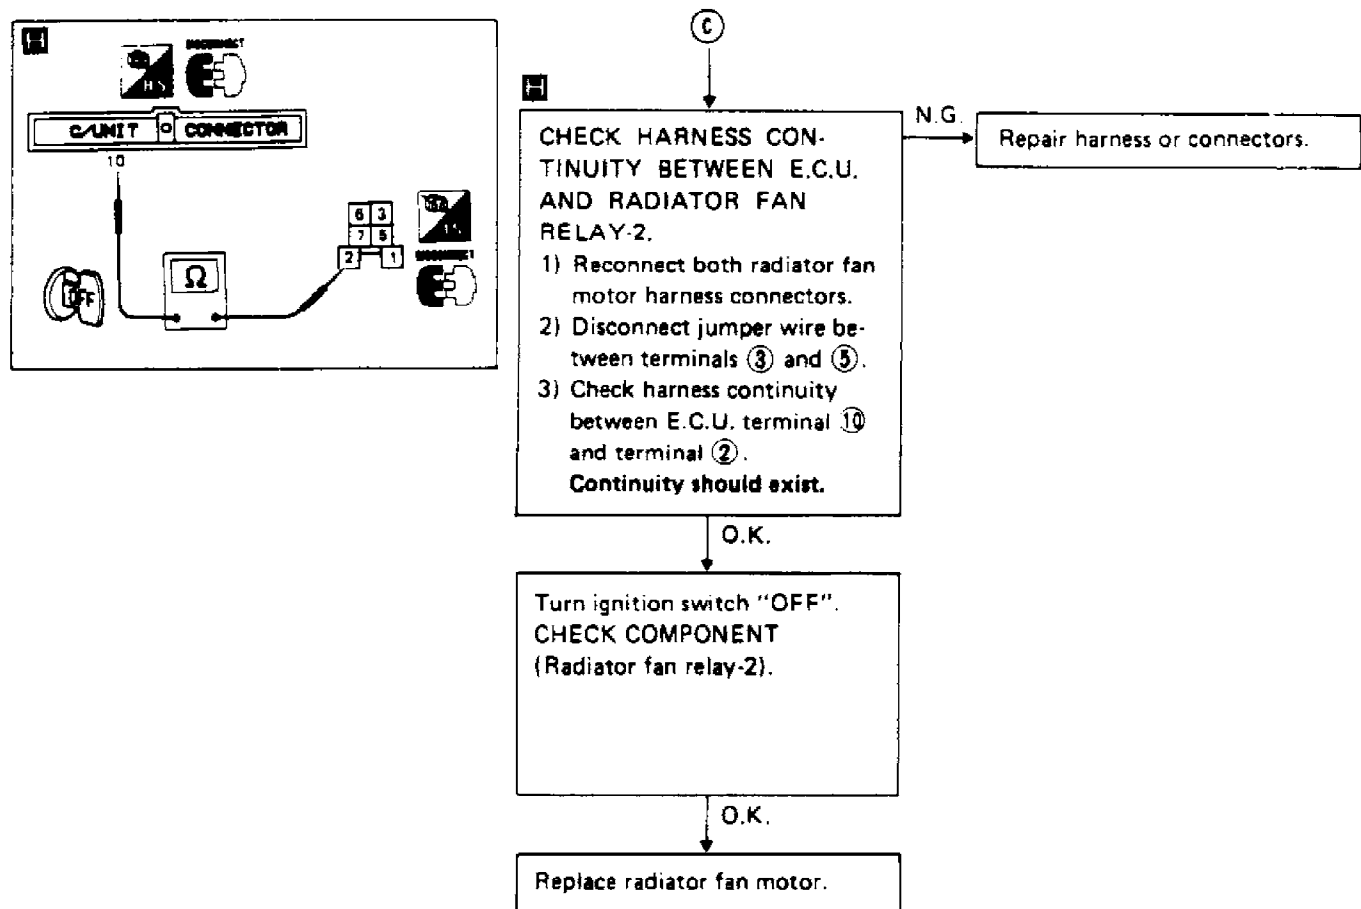 H
DISCONNECT
H.S.
C/UNIT CONNECTOR
10
6 3
7 5
2 1
DISCONNECT
OFF
Ω
C
H
CHECK HARNESS CON-
TINUITY BETWEEN E.C.U.
AND RADIATOR FAN
RELAY-2.
1) Reconnect both radiator fan
motor harness connectors.
2) Disconnect jumper wire be-
tween terminals ③ and ⑤.
3) Check harness continuity
between E.C.U. terminal ⑩
and terminal ②.
Continuity should exist.
N.G.
Repair harness or connectors.
O.K.
Turn ignition switch "OFF".
CHECK COMPONENT
(Radiator fan relay-2).
O.K.
Replace radiator fan motor.